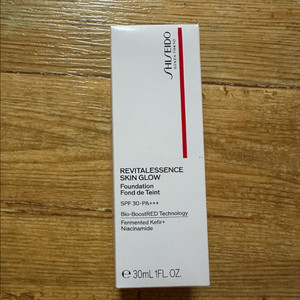 SHISEIDO
GINZA TOKYO
REVITALESSENCE
SKIN GLOW
Foundation
Fond de Teint
SPF 30•PA+++
Bio-BoostRED Technology
Fermented Kefir+
Niacinamide
℮ 30mL 1FL. OZ.